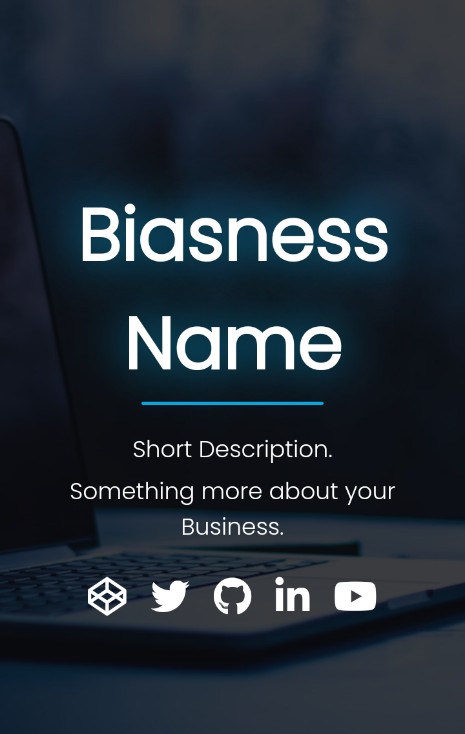 Biasness
Name
Short Description.
Something more about your
Business.